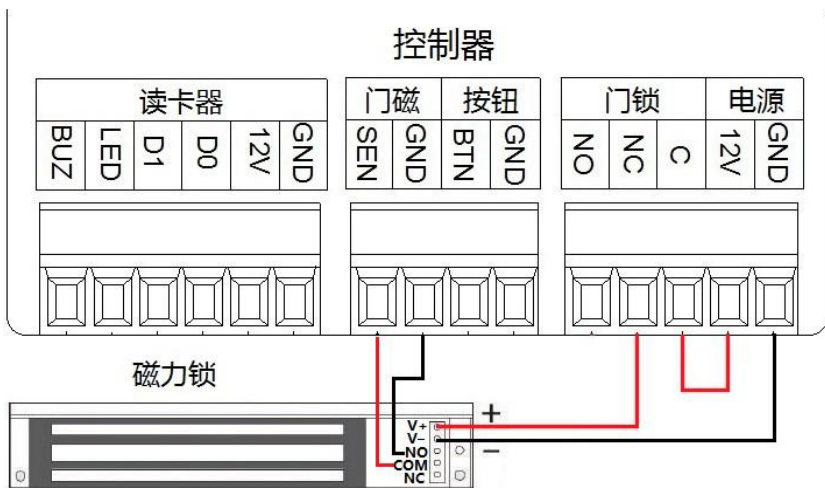 控制器
读卡器 门磁 按钮 门锁 电源
BUZ LED D1 D0 12V GND SEN GND BTN GND NO NC C 12V GND
磁力锁
+
V+
V-
NO −
COM
NC